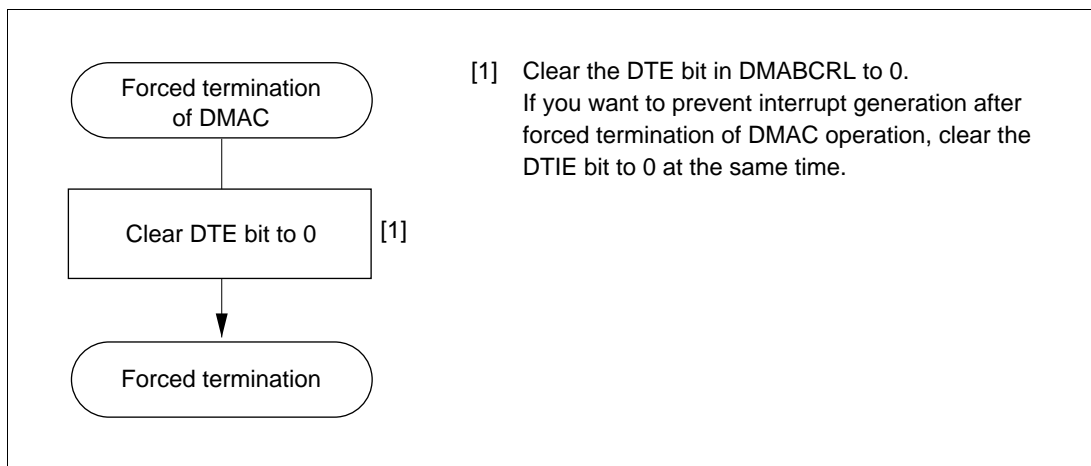 Forced termination
of DMAC
Clear DTE bit to 0
[1]
Forced termination
[1] Clear the DTE bit in DMABCRL to 0.
If you want to prevent interrupt generation after
forced termination of DMAC operation, clear the
DTIE bit to 0 at the same time.